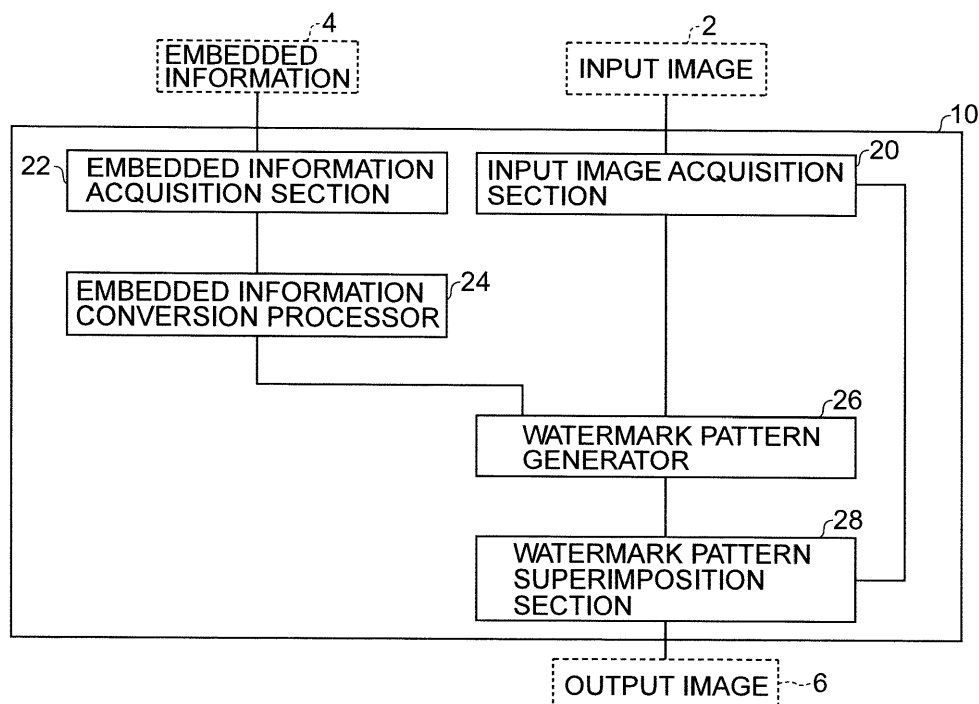 4
EMBEDDED
INFORMATION
2
INPUT IMAGE
10
22
EMBEDDED INFORMATION
ACQUISITION SECTION
20
INPUT IMAGE ACQUISITION
SECTION
24
EMBEDDED INFORMATION
CONVERSION PROCESSOR
26
WATERMARK PATTERN
GENERATOR
28
WATERMARK PATTERN
SUPERIMPOSITION
SECTION
OUTPUT IMAGE
6